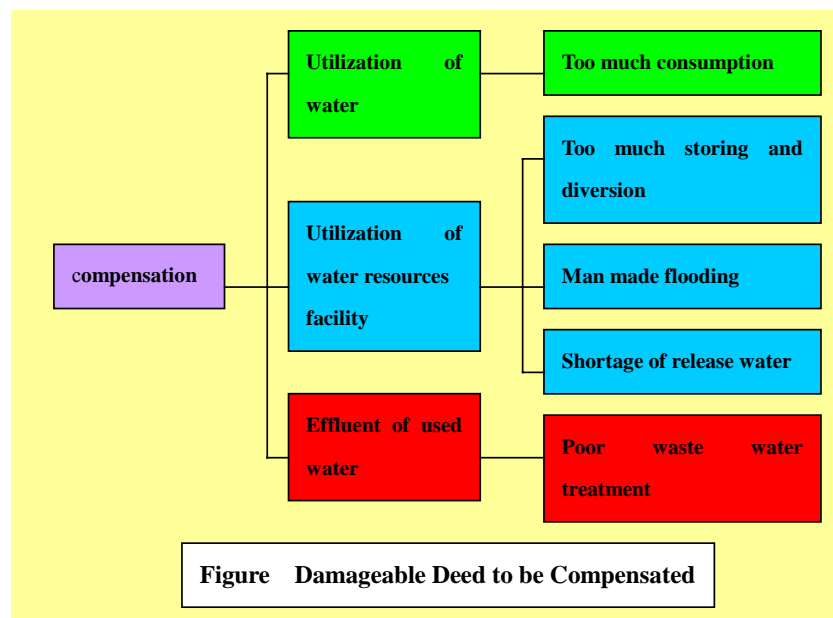 compensation
Utilization of
water
Too much consumption
Utilization of
water resources
facility
Too much storing and
diversion
Man made flooding
Shortage of release water
Effluent of used
water
Poor waste water
treatment
Figure Damageable Deed to be Compensated